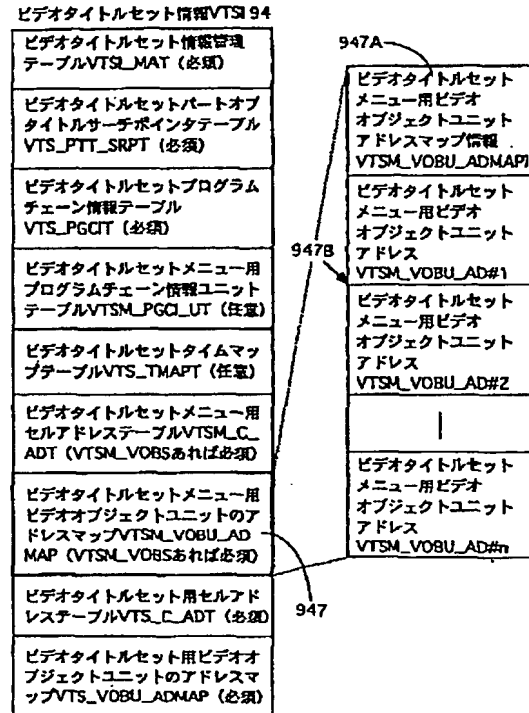 ビデオタイトルセット情報VTSI 94
ビデオタイトルセット情報管理
テーブルVTSI_MAT (必須)
ビデオタイトルセットパートオブ
タイトルサーチポインタテーブル
VTS_PTT_SRPT (必須)
ビデオタイトルセットプログラム
チェーン情報テーブル
VTS_PGCIT (必須)
ビデオタイトルセットメニュー用
プログラムチェーン情報ユニット
テーブルVTSM_PGCI_UT (任意)
ビデオタイトルセットタイムマッ
プテーブルVTS_TMAPT (任意)
ビデオタイトルセットメニュー用
セルアドレステーブルVTSM_C_
ADT (VTSM_VOBSあれば必須)
ビデオタイトルセットメニュー用
ビデオオブジェクトユニットのア
ドレスマップVTSM_VOBU_AD
MAP (VTSM_VOBSあれば必須)
ビデオタイトルセット用セルアド
レステーブルVTS_C_ADT (必須)
ビデオタイトルセット用ビデオオ
ブジェクトユニットのアドレスマ
ップVTS_VOBU_ADMAP (必須)
947
947A
ビデオタイトルセット
メニュー用ビデオ
オブジェクトユニット
アドレスマップ情報
VTSM_VOBU_ADMAPI
ビデオタイトルセット
メニュー用ビデオ
オブジェクトユニット
アドレス
VTSM_VOBU_AD#1
947B
ビデオタイトルセット
メニュー用ビデオ
オブジェクトユニット
アドレス
VTSM_VOBU_AD#2
ビデオタイトルセット
メニュー用ビデオ
オブジェクトユニット
アドレス
VTSM_VOBU_AD#n